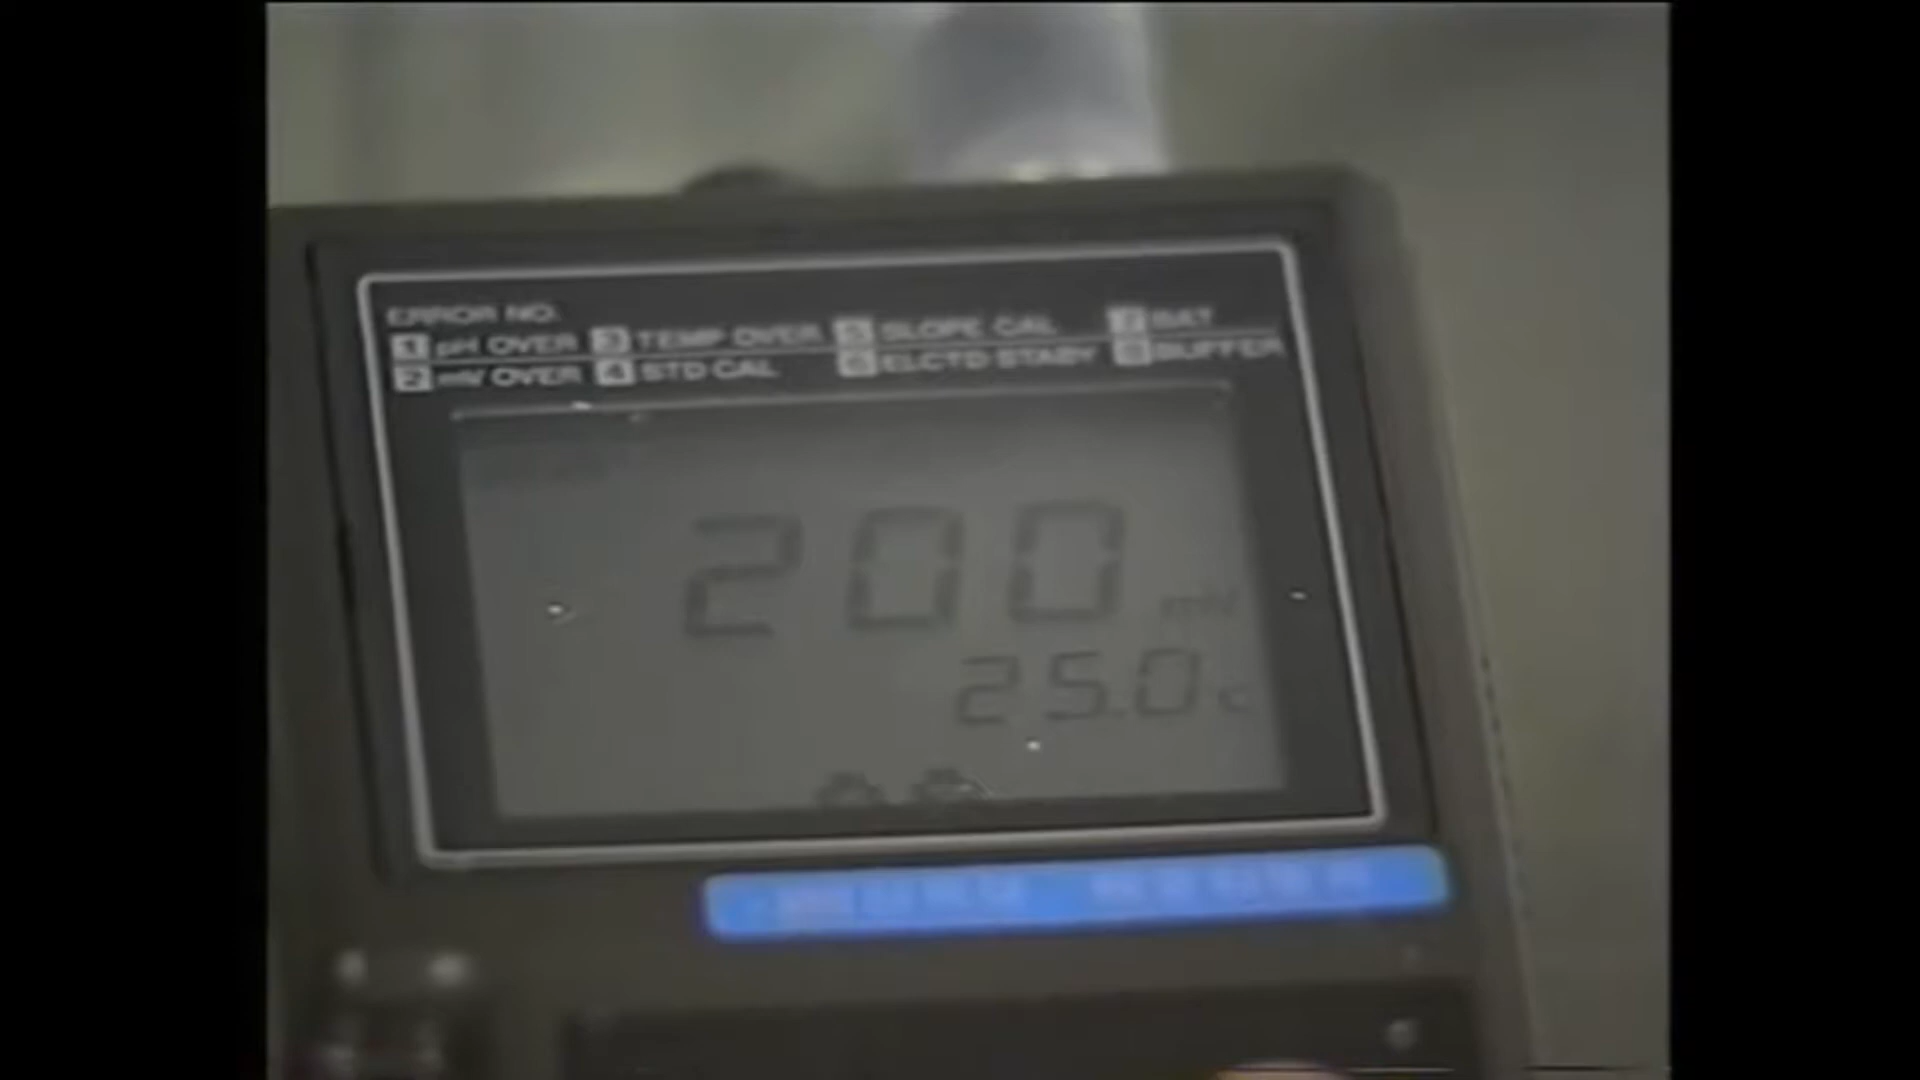 ERROR NO.
1 pH OVER 3 TEMP OVER 5 SLOPE CAL 7 BAT
2 mV OVER 4 STD CAL 6 ELCTD STABY 8 BUFFER
200 mV
25.0 c